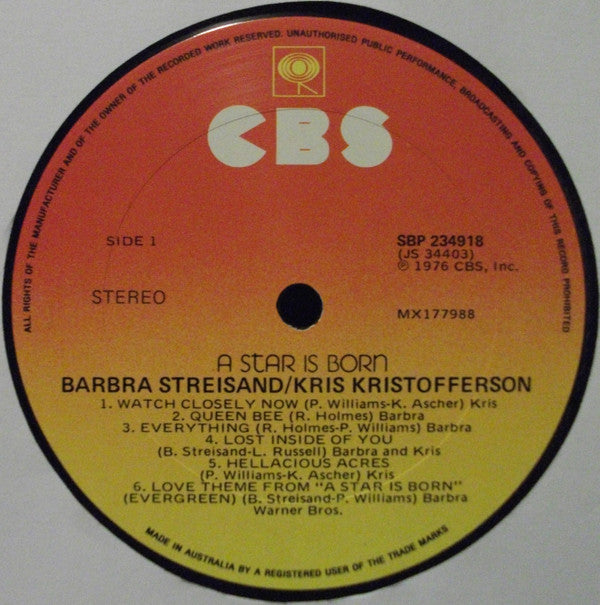 ALL RIGHTS OF THE MANUFACTURER AND OF THE OWNER OF THE RECORDED WORK RESERVED. UNAUTHORISED PUBLIC PERFORMANCE, BROADCASTING AND COPYING OF THIS RECORD PROHIBITED
CBS
SIDE 1
STEREO
SBP 234918
(JS 34403)
℗ 1976 CBS, Inc.
MX177988
A STAR IS BORN
BARBRA STREISAND/KRIS KRISTOFFERSON
1. WATCH CLOSELY NOW (P. Williams-K. Ascher) Kris
2. QUEEN BEE (R. Holmes) Barbra
3. EVERYTHING (R. Holmes-P. Williams) Barbra
4. LOST INSIDE OF YOU
(B. Streisand-L. Russell) Barbra and Kris
5. HELLACIOUS ACRES
(P. Williams-K. Ascher) Kris
6. LOVE THEME FROM "A STAR IS BORN"
(EVERGREEN) (B. Streisand-P. Williams) Barbra
Warner Bros.
MADE IN AUSTRALIA BY A REGISTERED USER OF THE TRADE MARKS